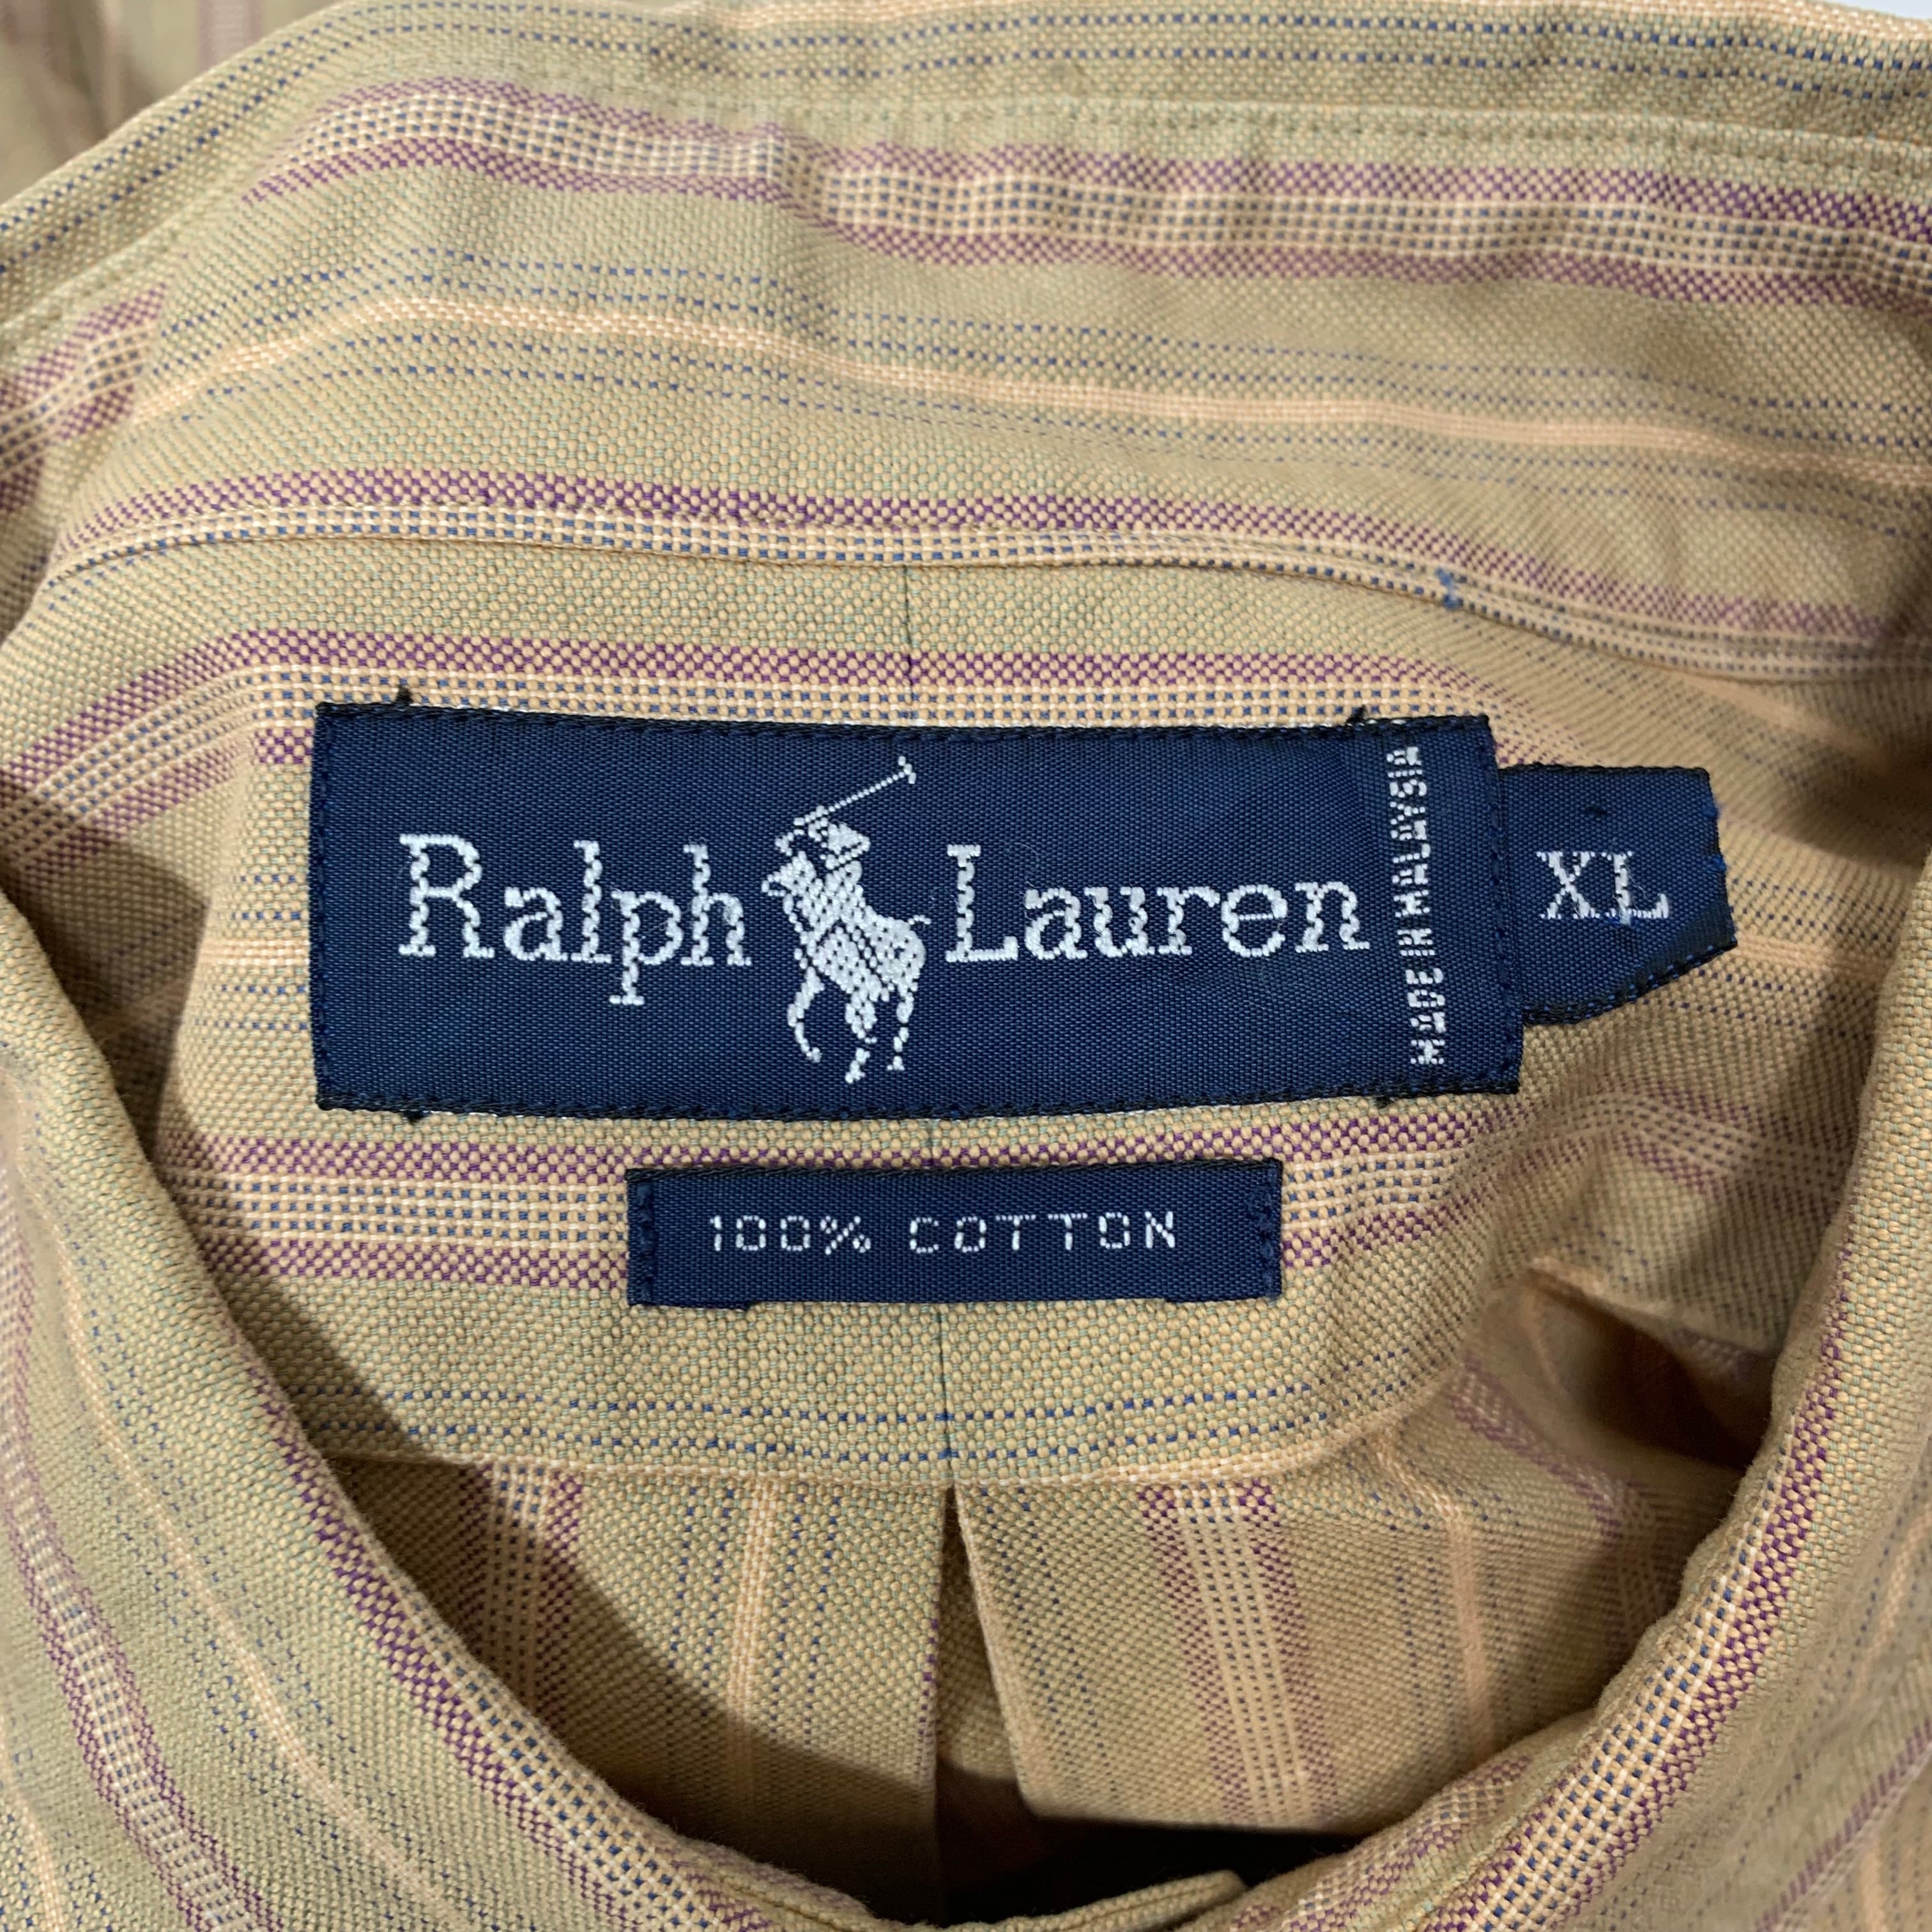 Ralph Lauren
MADE IN MALAYSIA
XL
100% COTTON